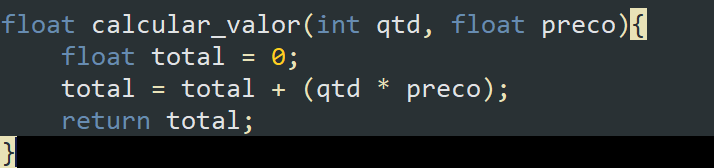 float calcular_valor(int qtd, float preco){
    float total = 0;
    total = total + (qtd * preco);
    return total;
}